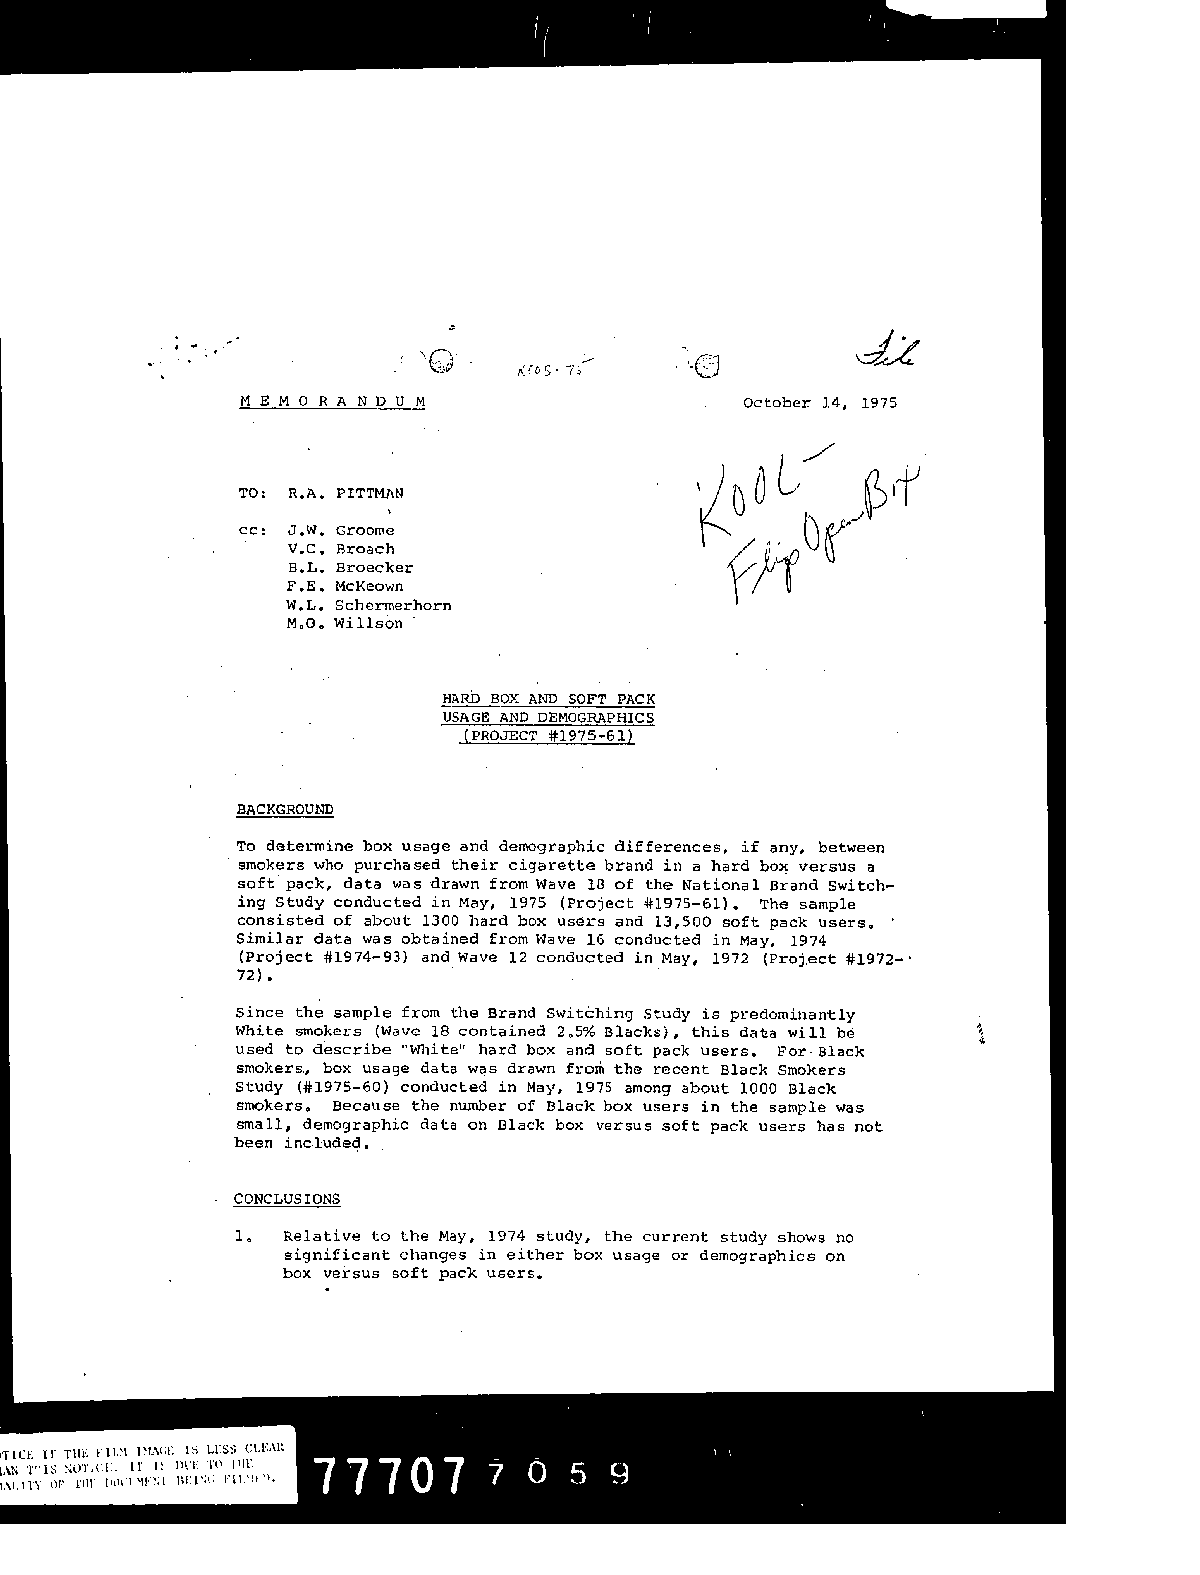 File
M E M O R A N D U M
October 14, 1975
KOOL
Flip Open Box
TO: R.A. PITTMAN
cc: J.W. Groome
V.C. Broach
B.L. Broecker
F.E. McKeown
W.L. Schermerhorn
M.O. Willson
HARD BOX AND SOFT PACK
USAGE AND DEMOGRAPHICS
(PROJECT #1975-61)
BACKGROUND
To determine box usage and demographic differences, if any, between
smokers who purchased their cigarette brand in a hard box versus a
soft pack, data was drawn from Wave 18 of the National Brand Switch-
ing Study conducted in May, 1975 (Project #1975-61). The sample
consisted of about 1300 hard box users and 13,500 soft pack users.
Similar data was obtained from Wave 16 conducted in May, 1974
(Project #1974-93) and Wave 12 conducted in May, 1972 (Project #1972-
72).
Since the sample from the Brand Switching Study is predominantly
White smokers (Wave 18 contained 2.5% Blacks), this data will be
used to describe "White" hard box and soft pack users. For Black
smokers, box usage data was drawn from the recent Black Smokers
Study (#1975-60) conducted in May, 1975 among about 1000 Black
smokers. Because the number of Black box users in the sample was
small, demographic data on Black box versus soft pack users has not
been included.
CONCLUSIONS
1. Relative to the May, 1974 study, the current study shows no
significant changes in either box usage or demographics on
box versus soft pack users.
IF THE FILM IMAGE IS LESS CLEAR
IS NOTICE. IT IS DUE TO THE
OF THE DOCUMENT BEING FILMED.
77707 7059